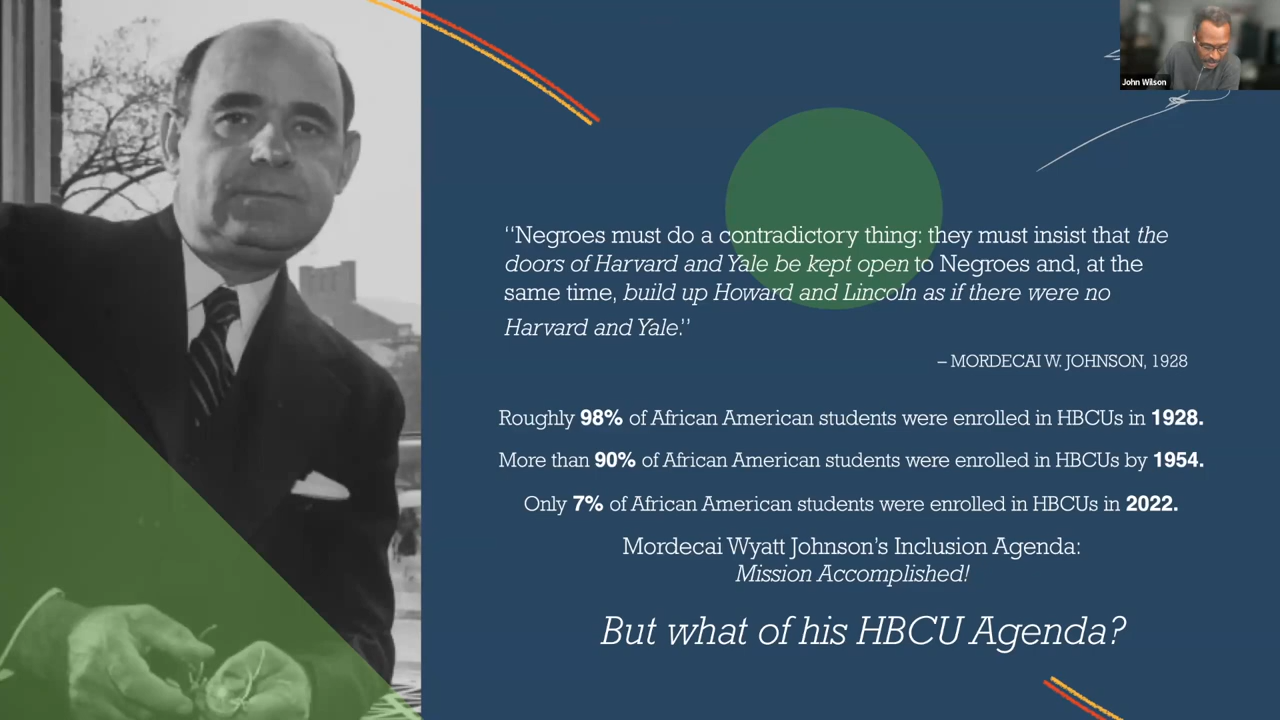 John Wilson
“Negroes must do a contradictory thing: they must insist that the
doors of Harvard and Yale be kept open to Negroes and, at the
same time, build up Howard and Lincoln as if there were no
Harvard and Yale.”
– MORDECAI W. JOHNSON, 1928
Roughly 98% of African American students were enrolled in HBCUs in 1928.
More than 90% of African American students were enrolled in HBCUs by 1954.
Only 7% of African American students were enrolled in HBCUs in 2022.
Mordecai Wyatt Johnson’s Inclusion Agenda:
Mission Accomplished!
But what of his HBCU Agenda?